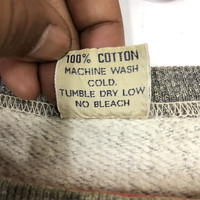 100% COTTON
MACHINE WASH
COLD.
TUMBLE DRY LOW
NO BLEACH